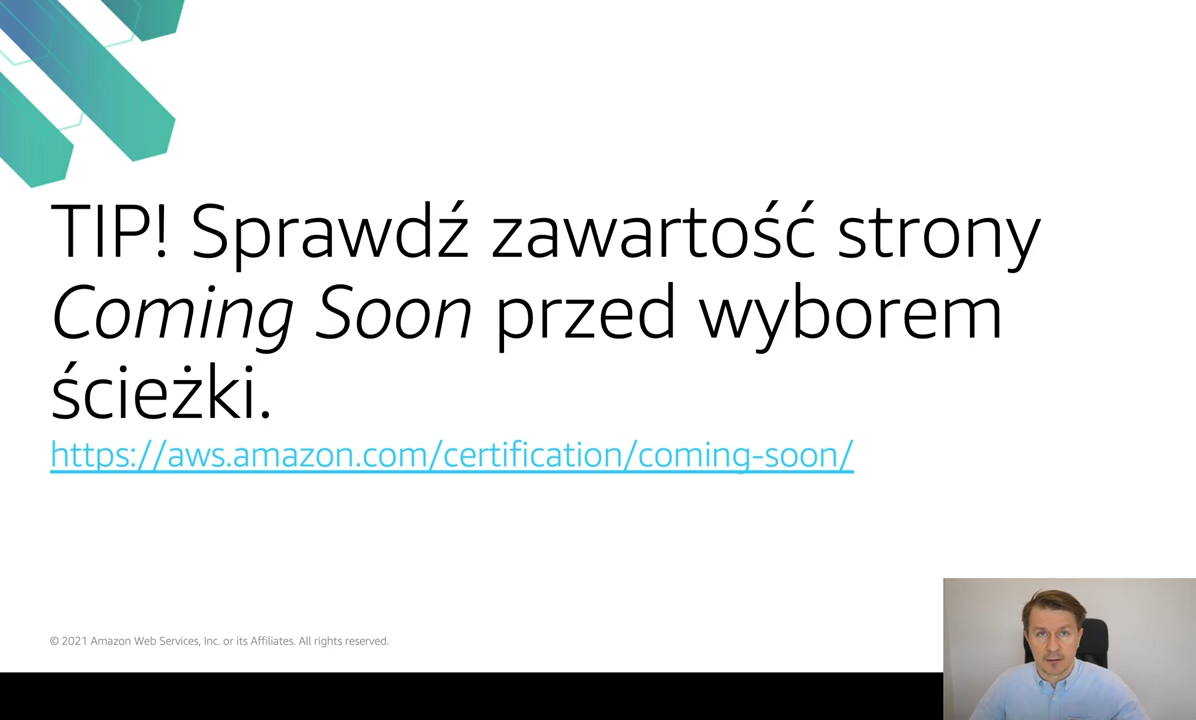 TIP! Sprawdź zawartość strony
Coming Soon przed wyborem
ścieżki.
https://aws.amazon.com/certification/coming-soon/
© 2021 Amazon Web Services, Inc. or its Affiliates. All rights reserved.